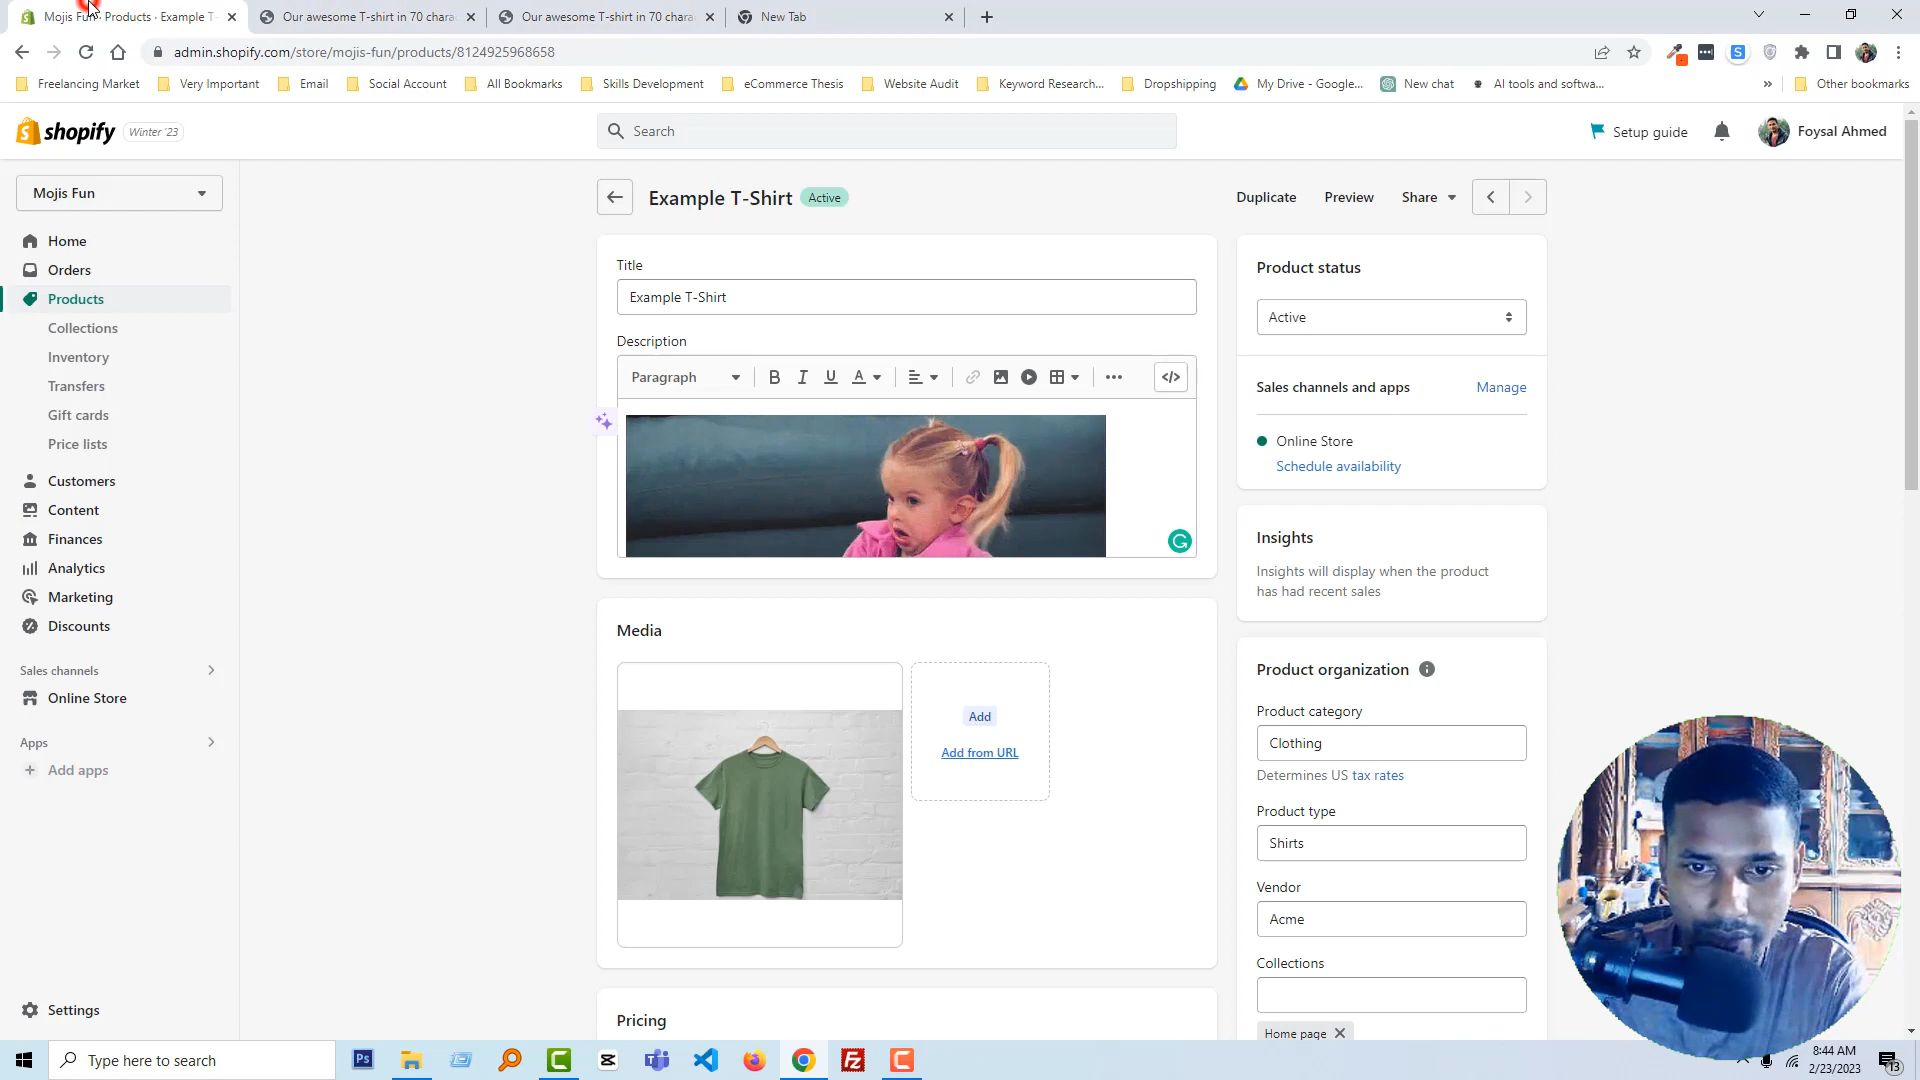 Mojis Fun · Products · Example T-
Our awesome T-shirt in 70 chara
Our awesome T-shirt in 70 chara
New Tab
admin.shopify.com/store/mojis-fun/products/8124925968658
Freelancing Market
Very Important
Email
Social Account
All Bookmarks
Skills Development
eCommerce Thesis
Website Audit
Keyword Research...
Dropshipping
My Drive - Google...
New chat
AI tools and softwa...
»
Other bookmarks
shopify
Winter '23
Search
Setup guide
Foysal Ahmed
Mojis Fun
Home
Orders
Products
Collections
Inventory
Transfers
Gift cards
Price lists
Customers
Content
Finances
Analytics
Marketing
Discounts
Sales channels
Online Store
Apps
Add apps
Settings
Example T-Shirt
Active
Duplicate
Preview
Share
Title
Example T-Shirt
Description
Paragraph
B I U A
</>
Media
Add
Add from URL
Pricing
Product status
Active
Sales channels and apps
Manage
Online Store
Schedule availability
Insights
Insights will display when the product
has had recent sales
Product organization
Product category
Clothing
Determines US tax rates
Product type
Shirts
Vendor
Acme
Collections
Home page
Type here to search
Ps
8:44 AM
2/23/2023
13